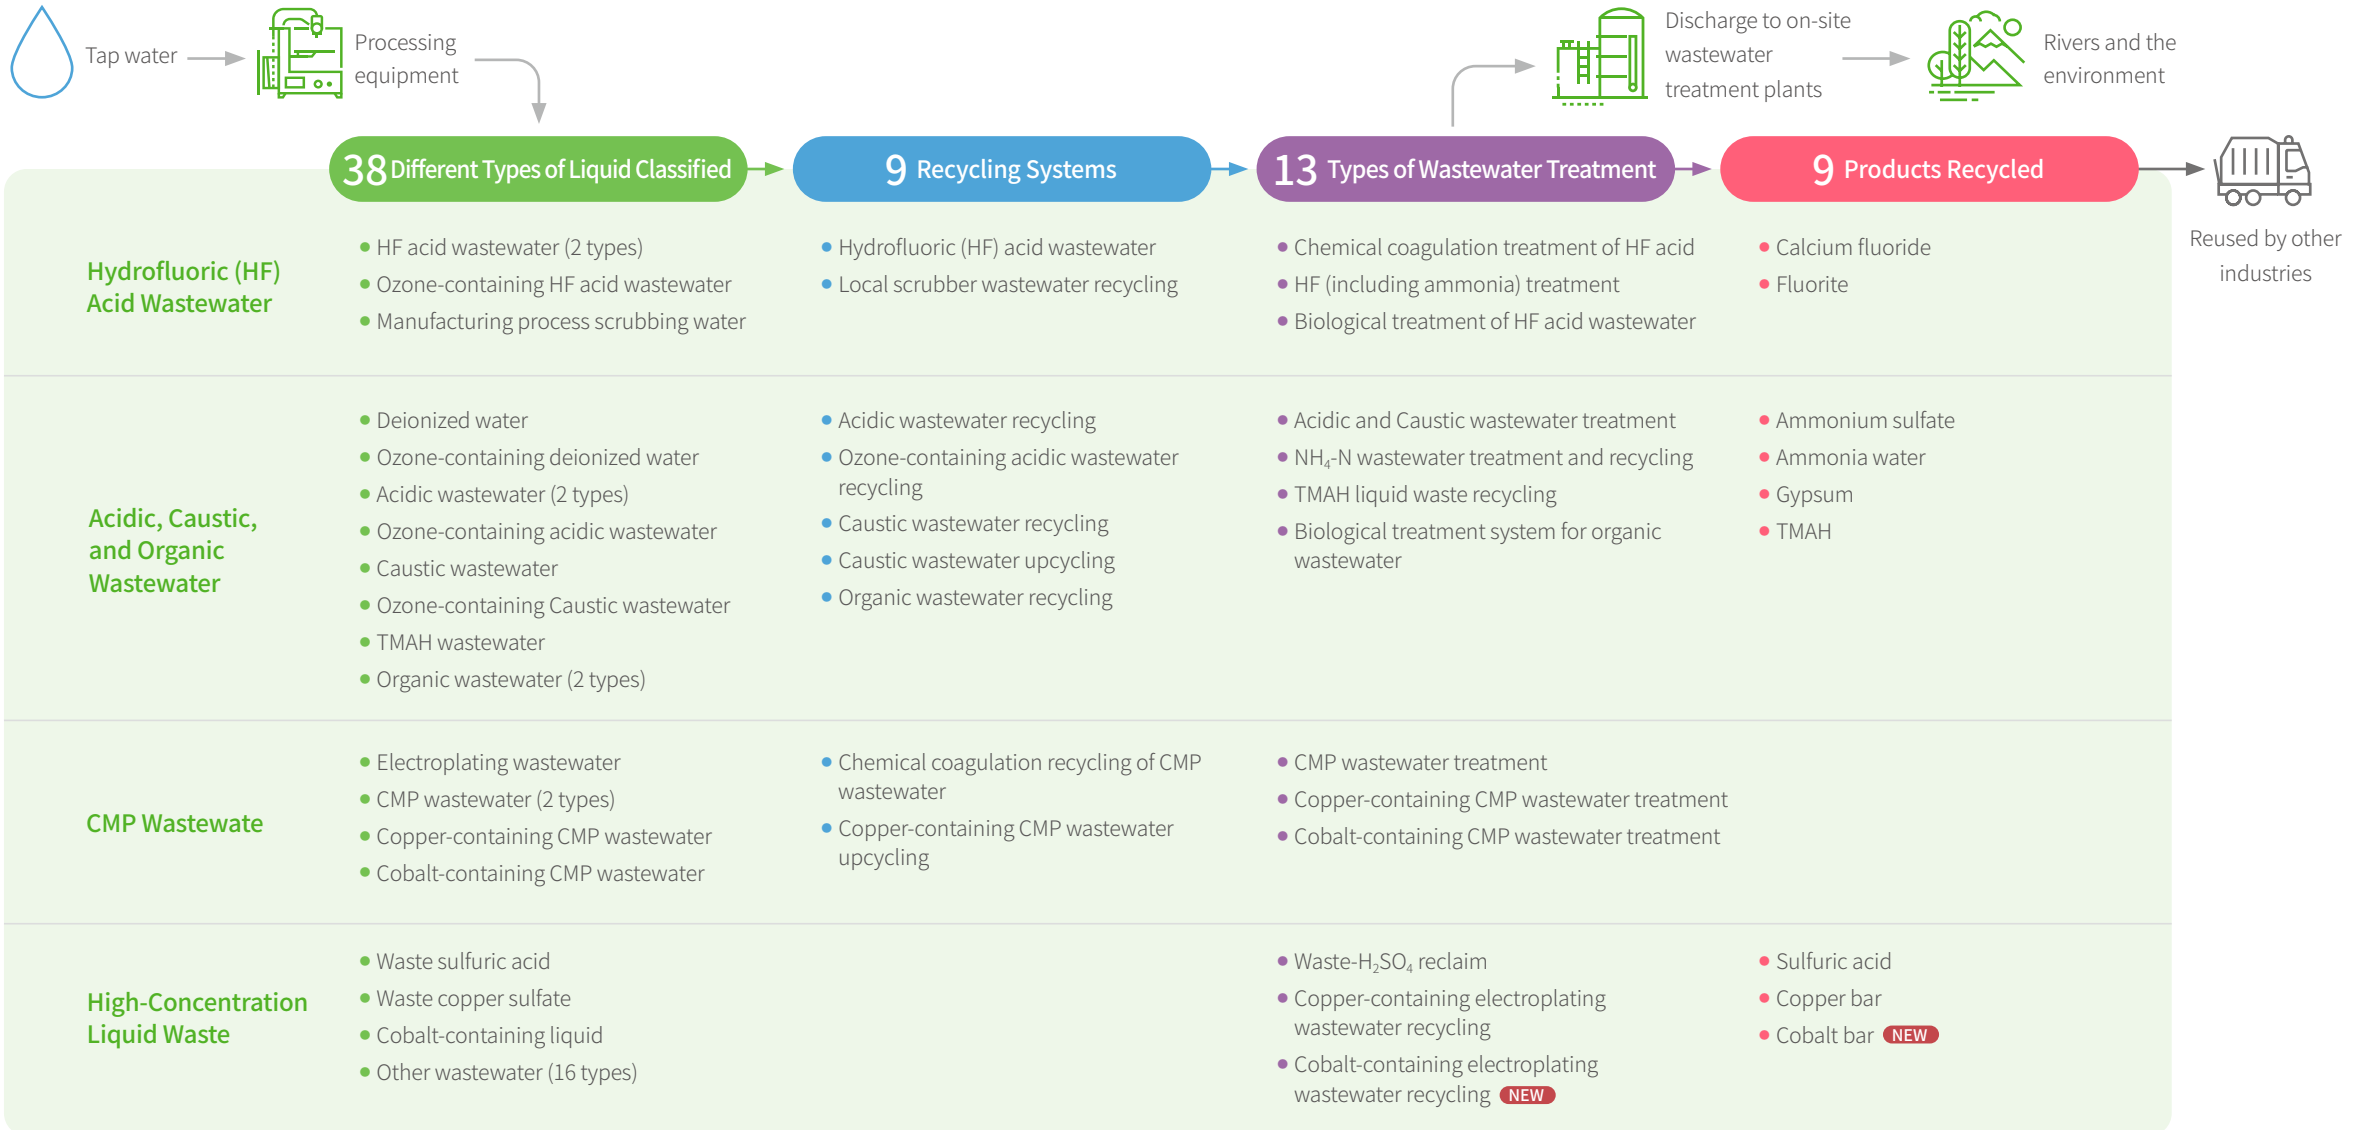 Tap water
Processing
equipment
Discharge to on-site
wastewater
treatment plants
Rivers and the
environment
38 Different Types of Liquid Classified
9 Recycling Systems
13 Types of Wastewater Treatment
9 Products Recycled
Reused by other
industries
Hydrofluoric (HF)
Acid Wastewater
HF acid wastewater (2 types)
Ozone-containing HF acid wastewater
Manufacturing process scrubbing water
Hydrofluoric (HF) acid wastewater
Local scrubber wastewater recycling
Chemical coagulation treatment of HF acid
HF (including ammonia) treatment
Biological treatment of HF acid wastewater
Calcium fluoride
Fluorite
Acidic, Caustic,
and Organic
Wastewater
Deionized water
Ozone-containing deionized water
Acidic wastewater (2 types)
Ozone-containing acidic wastewater
Caustic wastewater
Ozone-containing Caustic wastewater
TMAH wastewater
Organic wastewater (2 types)
Acidic wastewater recycling
Ozone-containing acidic wastewater
recycling
Caustic wastewater recycling
Caustic wastewater upcycling
Organic wastewater recycling
Acidic and Caustic wastewater treatment
NH₄-N wastewater treatment and recycling
TMAH liquid waste recycling
Biological treatment system for organic
wastewater
Ammonium sulfate
Ammonia water
Gypsum
TMAH
CMP Wastewate
Electroplating wastewater
CMP wastewater (2 types)
Copper-containing CMP wastewater
Cobalt-containing CMP wastewater
Chemical coagulation recycling of CMP
wastewater
Copper-containing CMP wastewater
upcycling
CMP wastewater treatment
Copper-containing CMP wastewater treatment
Cobalt-containing CMP wastewater treatment
High-Concentration
Liquid Waste
Waste sulfuric acid
Waste copper sulfate
Cobalt-containing liquid
Other wastewater (16 types)
Waste-H₂SO₄ reclaim
Copper-containing electroplating
wastewater recycling
Cobalt-containing electroplating
wastewater recycling NEW
Sulfuric acid
Copper bar
Cobalt bar NEW